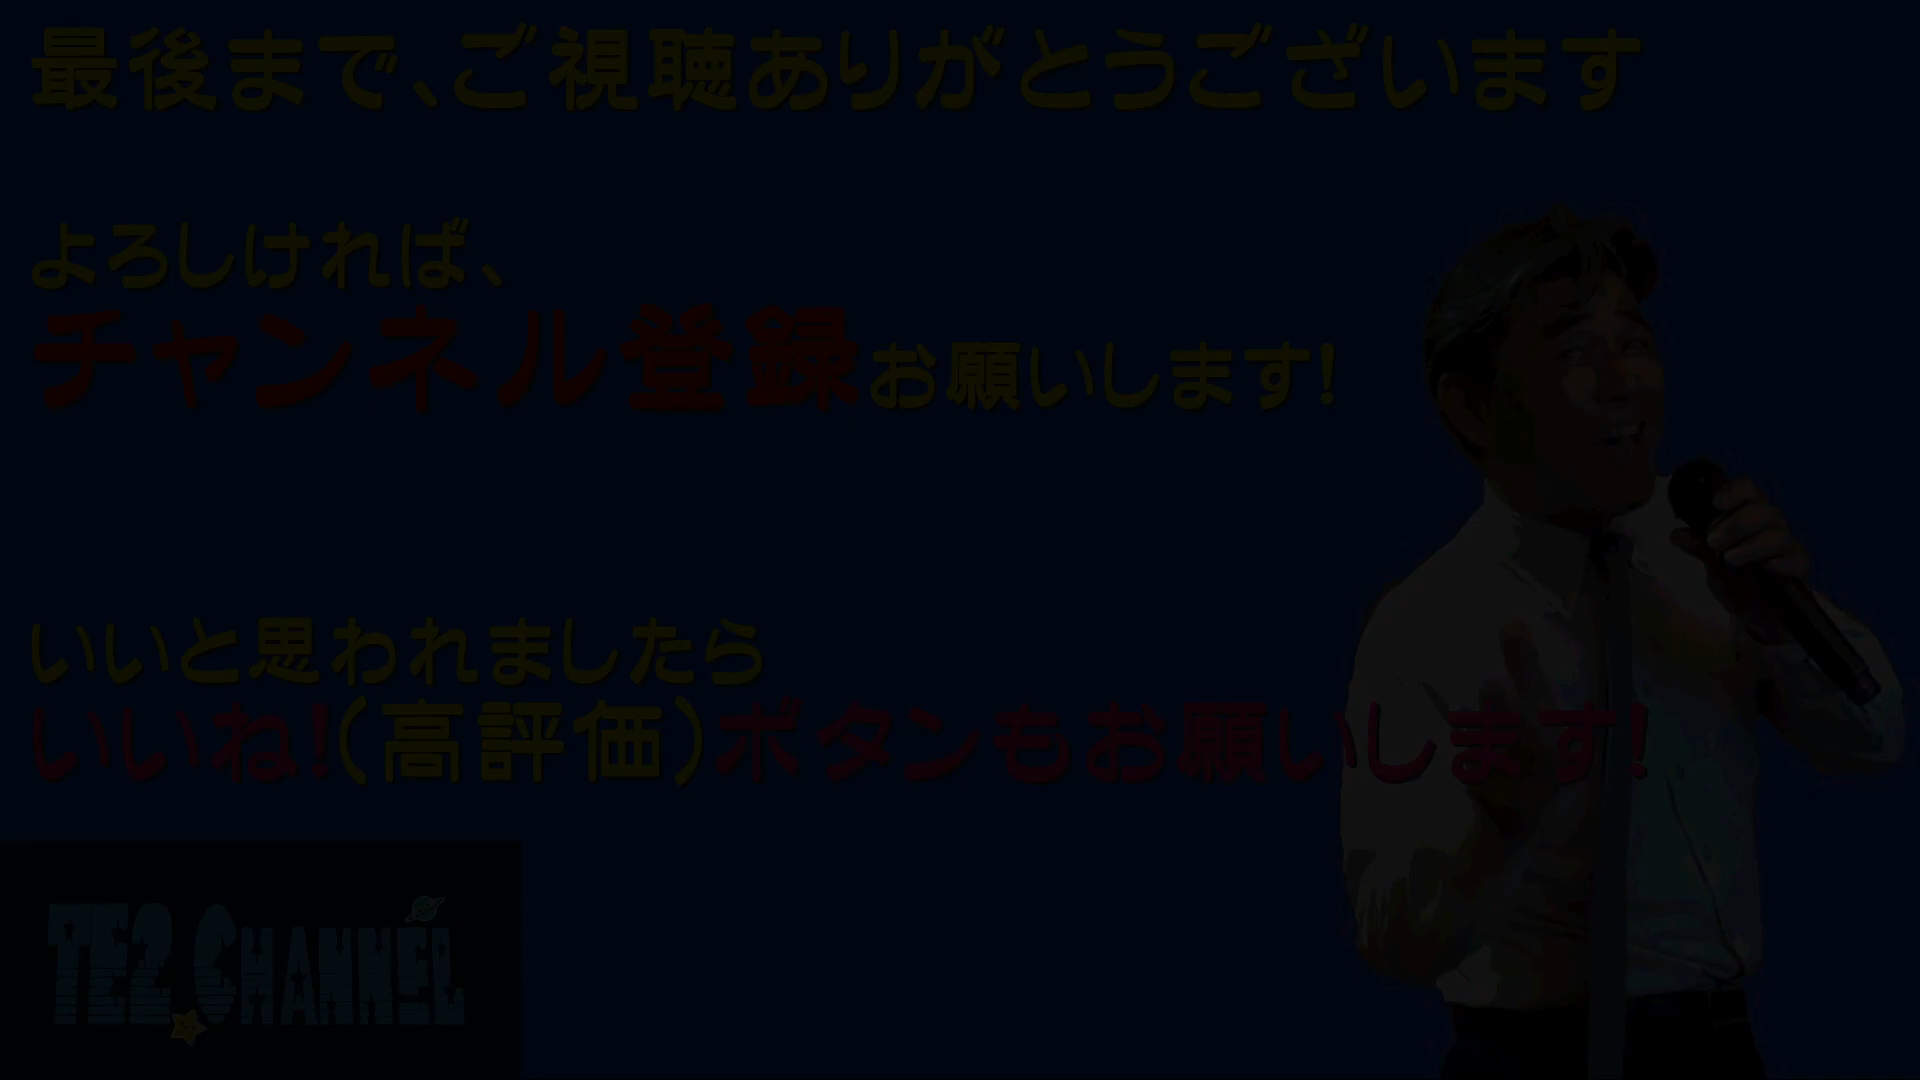 最後まで、ご視聴ありがとうございます
よろしければ、
チャンネル登録お願いします!
いいと思われましたら
いいね!(高評価)ボタンもお願いします!
TE2 CHANNEL